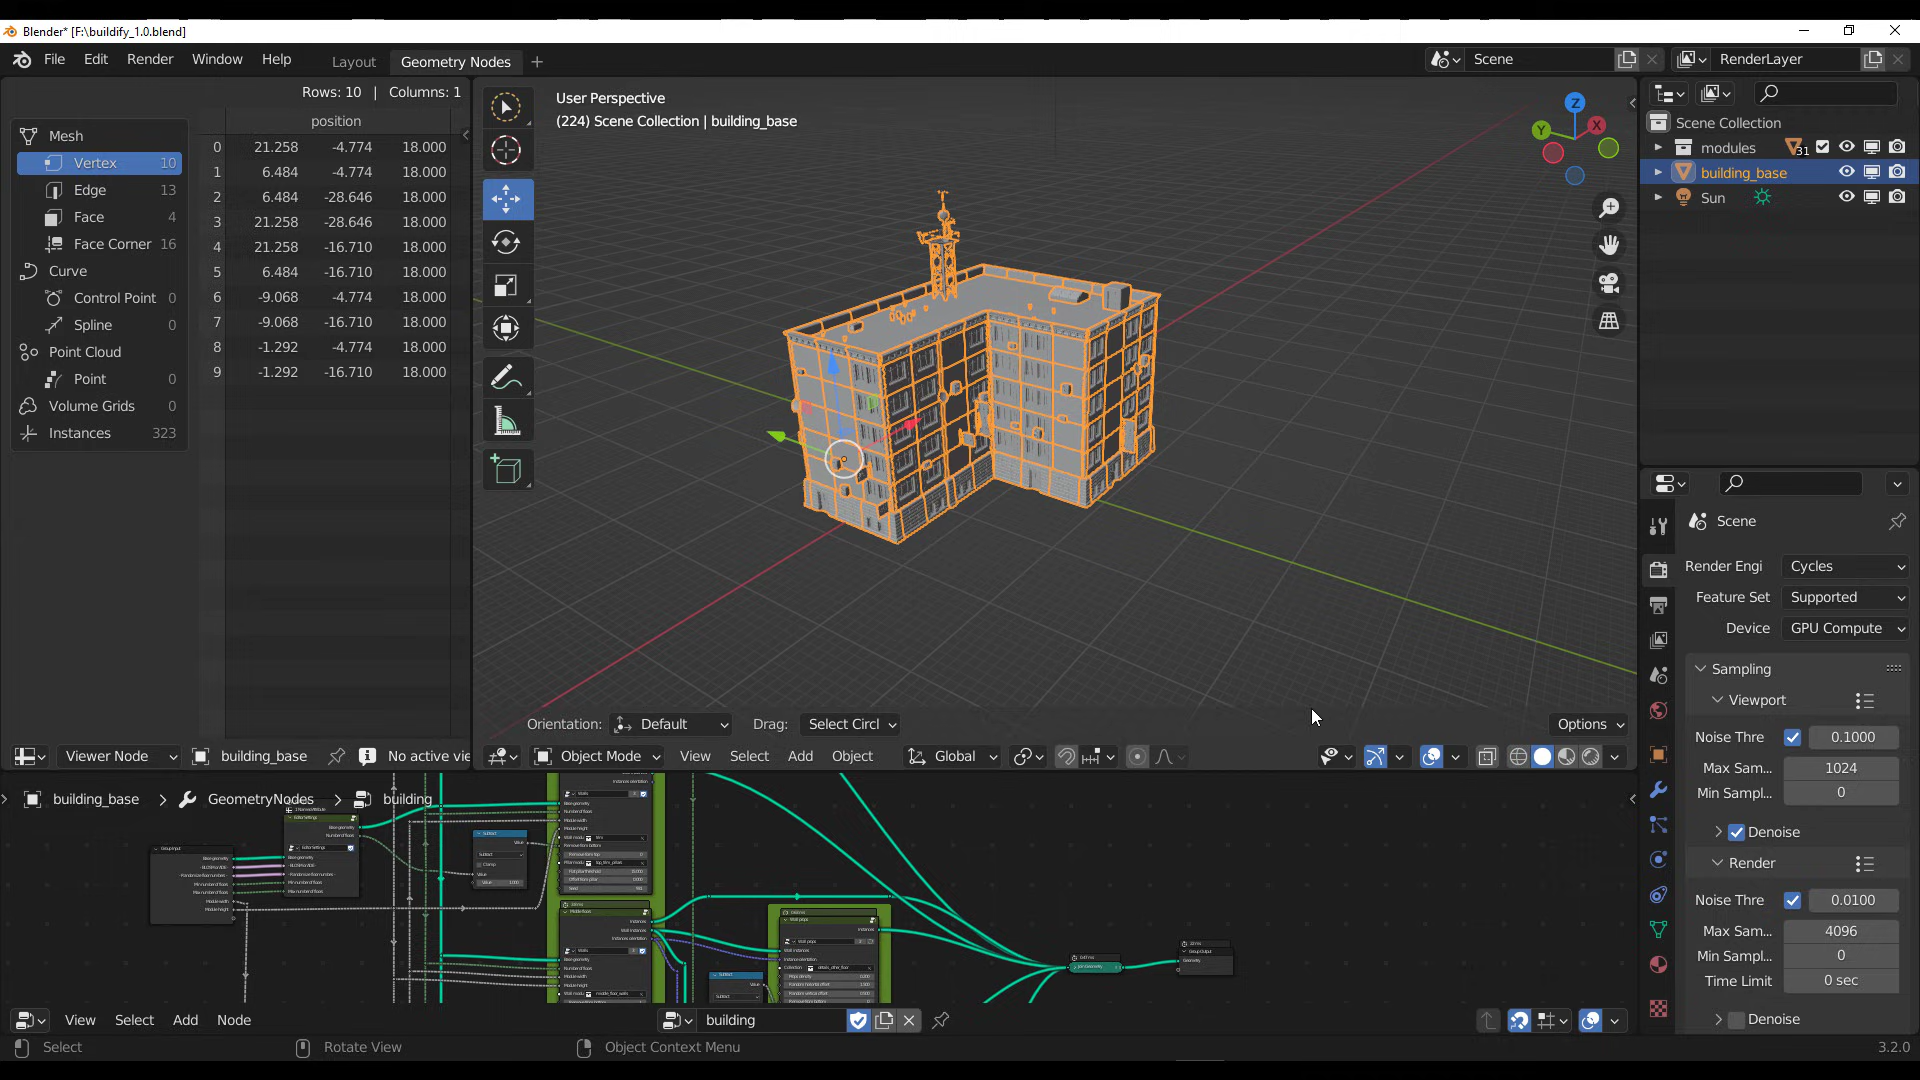 Blender* [F:\buildify_1.0.blend]
File Edit Render Window Help Layout Geometry Nodes + Scene RenderLayer
Rows: 10 | Columns: 1
position
Mesh
Vertex 10
Edge 13
Face 4
Face Corner 16
Curve
Control Point 0
Spline 0
Point Cloud
Point 0
Volume Grids 0
Instances 323
0 21.258 -4.774 18.000
1 6.484 -4.774 18.000
2 6.484 -28.646 18.000
3 21.258 -28.646 18.000
4 21.258 -16.710 18.000
5 6.484 -16.710 18.000
6 -9.068 -4.774 18.000
7 -9.068 -16.710 18.000
8 -1.292 -4.774 18.000
9 -1.292 -16.710 18.000
User Perspective
(224) Scene Collection | building_base
Z
Y
X
Scene Collection
modules 31
building_base
Sun
Scene
Render Engi Cycles
Feature Set Supported
Device GPU Compute
Sampling
Viewport
Noise Thre 0.1000
Max Sam... 1024
Min Sampl... 0
Denoise
Render
Noise Thre 0.0100
Max Sam... 4096
Min Sampl... 0
Time Limit 0 sec
Denoise
Orientation: Default Drag: Select Circl Options
Viewer Node building_base No active vie
Object Mode View Select Add Object Global
building_base > GeometryNodes > building
View Select Add Node building
Select Rotate View Object Context Menu 3.2.0